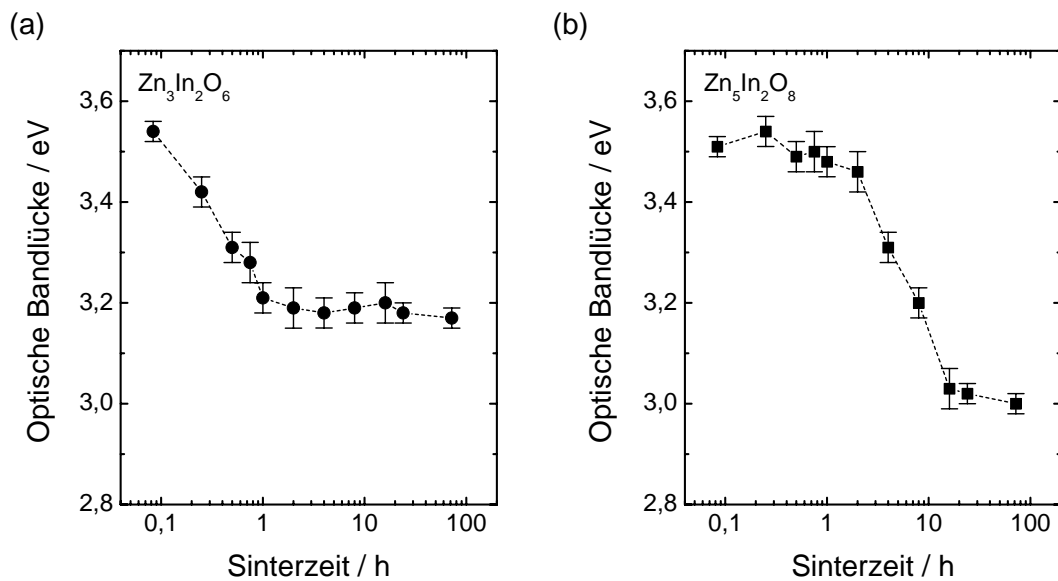 (a)
Zn3In2O6
Optische Bandlücke / eV
3,6
3,4
3,2
3,0
2,8
0,1 1 10 100
Sinterzeit / h
(b)
Zn5In2O8
Optische Bandlücke / eV
3,6
3,4
3,2
3,0
2,8
0,1 1 10 100
Sinterzeit / h